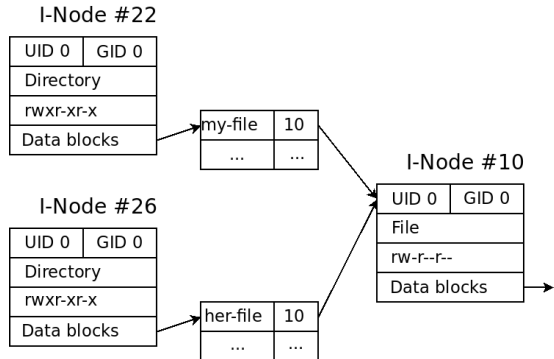 I-Node #22
UID 0 GID 0
Directory
rwxr-xr-x
Data blocks
my-file 10
... ...
I-Node #26
UID 0 GID 0
Directory
rwxr-xr-x
Data blocks
her-file 10
... ...
I-Node #10
UID 0 GID 0
File
rw-r--r--
Data blocks